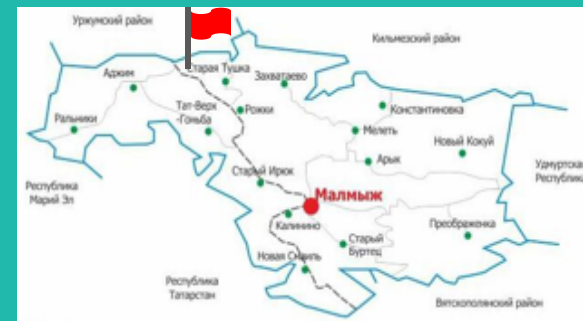 Уржумский район
Кильмезский район
Старая Тушка
Захватаево
Аджим
Константиновка
Тат-Верх
-Гоньба
Рожки
Ральники
Мелеть
Новый Кокуй
Арык
Старый Ирюк
Удмуртская
Республика
Республика
Марий Эл
Малмыж
Калинино
Преображенка
Старый
Буртец
Новая Смаиль
Республика
Татарстан
Вятскополянский район